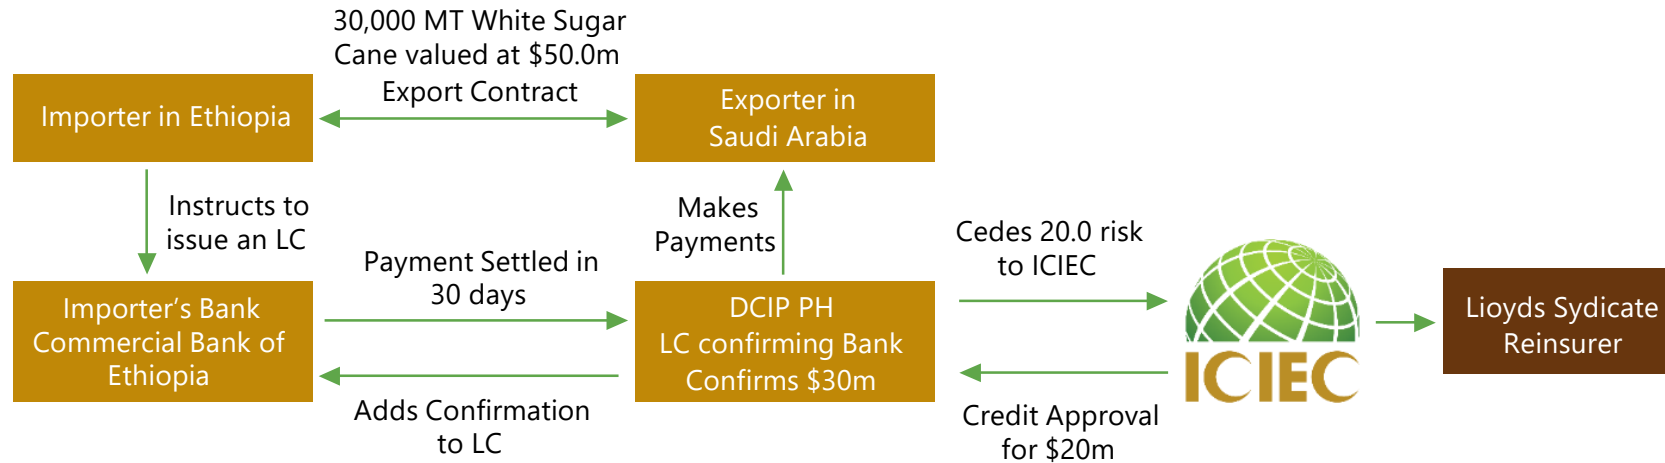 30,000 MT White Sugar
Cane valued at $50.0m
Export Contract
Importer in Ethiopia
Exporter in
Saudi Arabia
Instructs to
issue an LC
Makes
Payments
Payment Settled in
30 days
Cedes 20.0 risk
to ICIEC
Importer’s Bank
Commercial Bank of
Ethiopia
DCIP PH
LC confirming Bank
Confirms $30m
ICIEC
Lioyds Sydicate
Reinsurer
Adds Confirmation
to LC
Credit Approval
for $20m